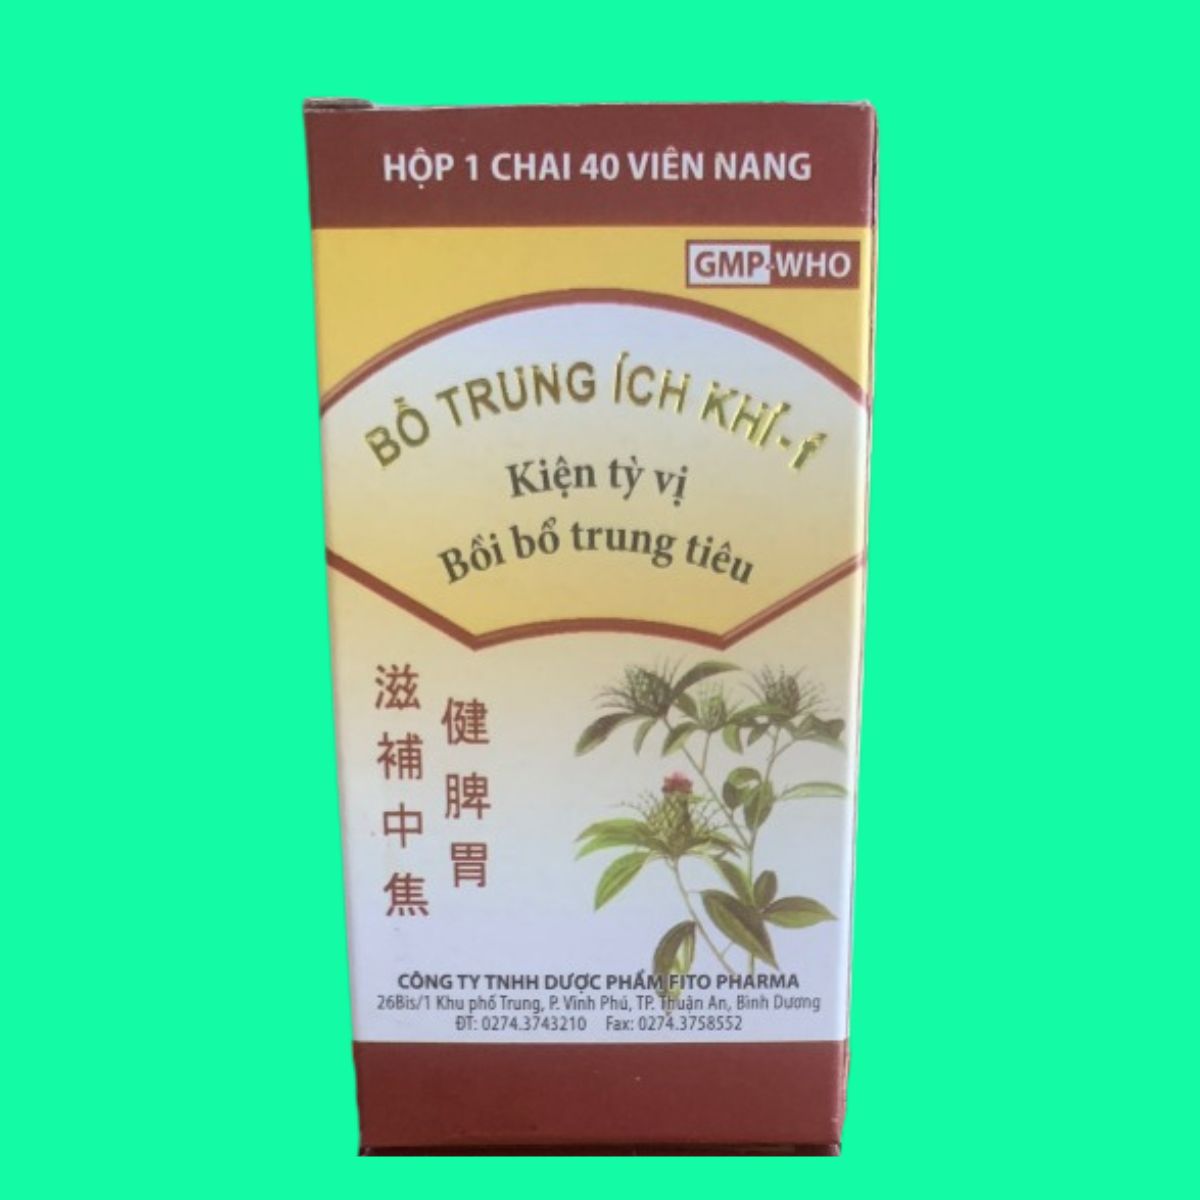 HỘP 1 CHAI 40 VIÊN NANG
GMP-WHO
BỔ TRUNG ÍCH KHÍ-f
Kiện tỳ vị
Bồi bổ trung tiêu
健脾胃
滋補中焦
CÔNG TY TNHH DƯỢC PHẨM FITO PHARMA
26Bis/1 Khu phố Trung, P. Vĩnh Phú, TP. Thuận An, Bình Dương
ĐT: 0274.3743210 Fax: 0274.3758552